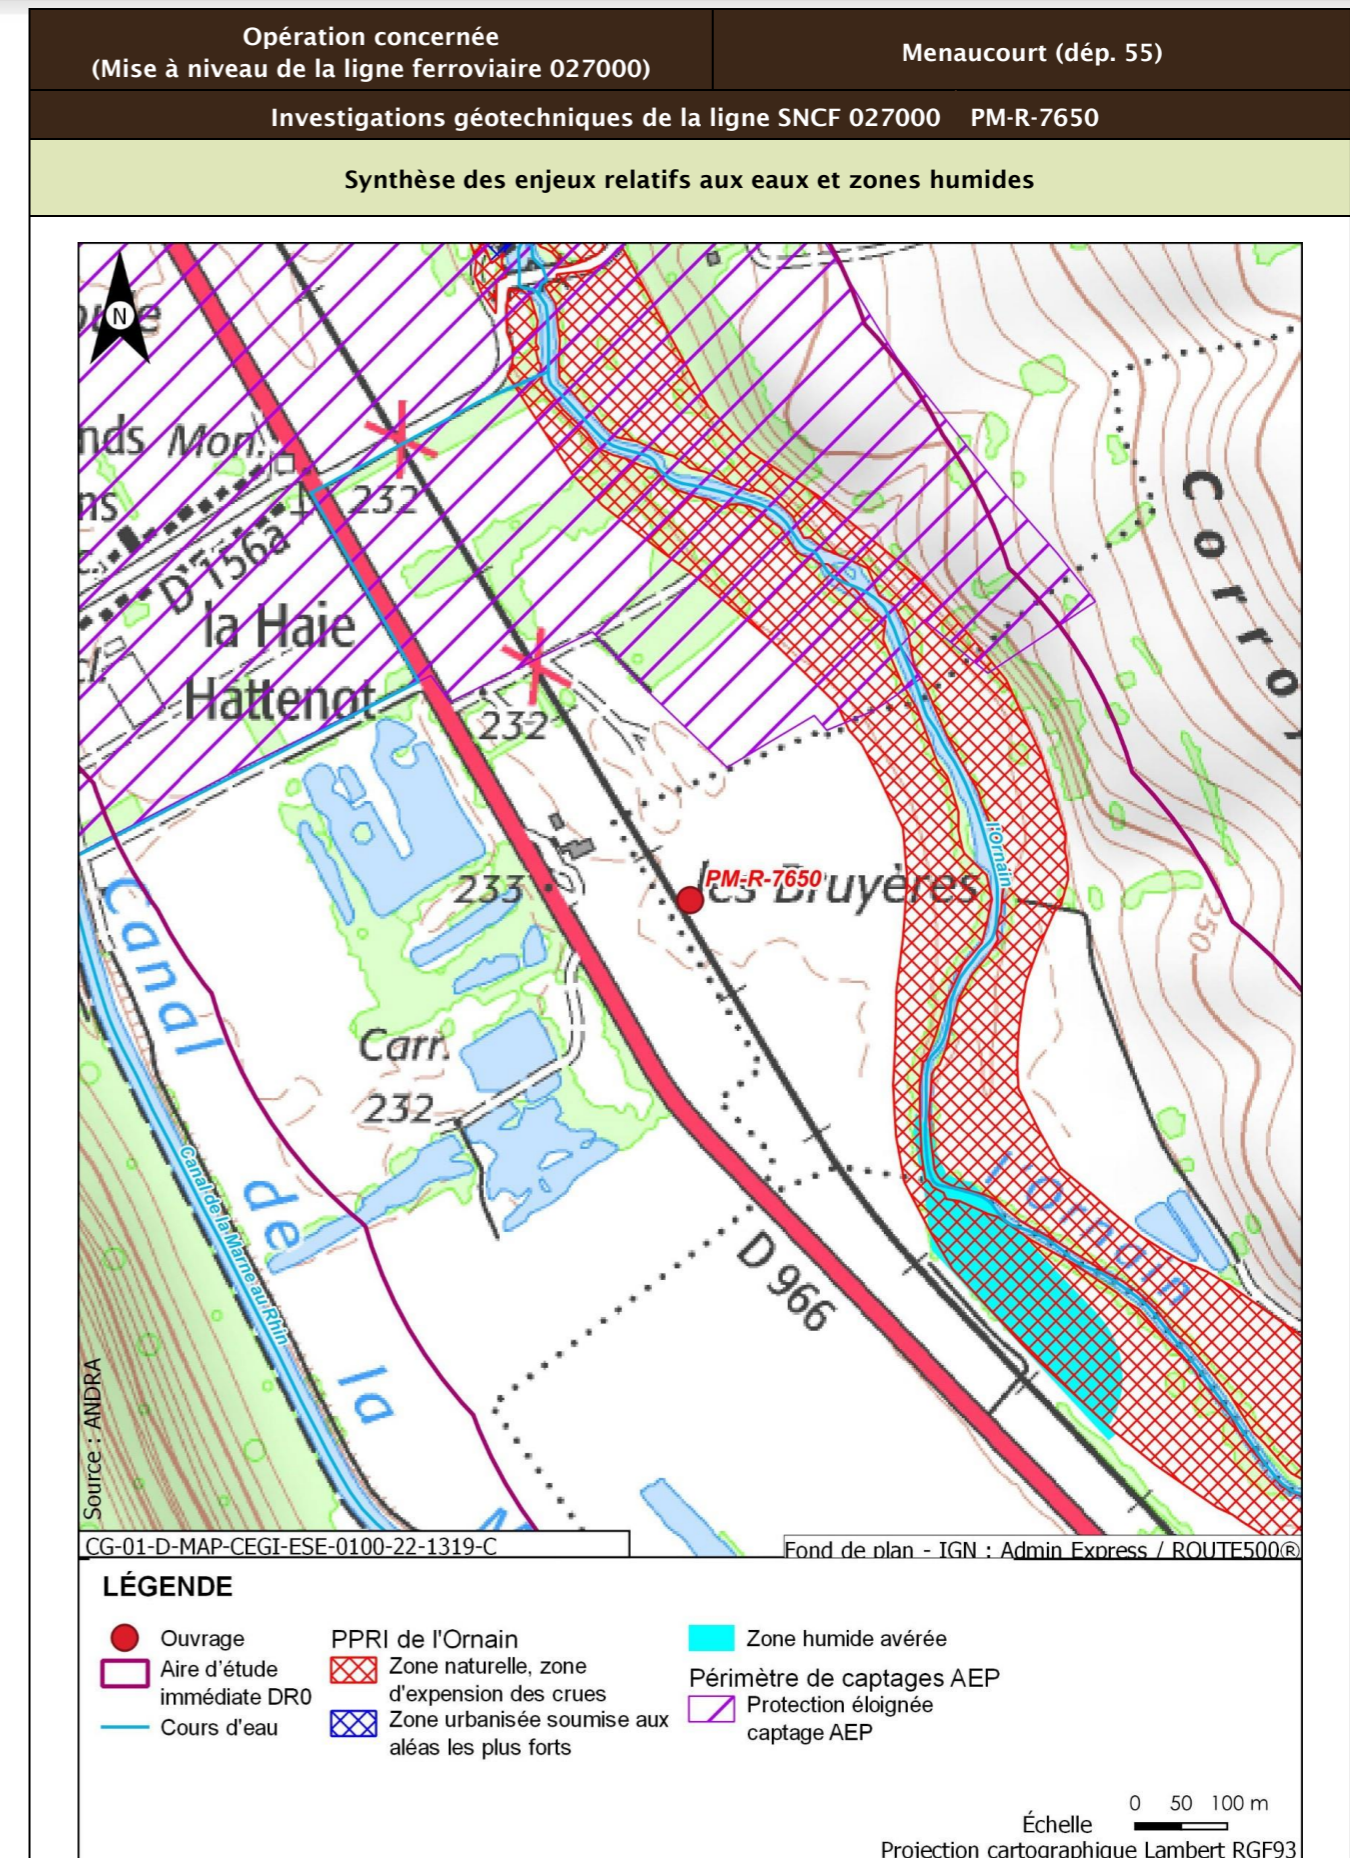 Opération concernée
(Mise à niveau de la ligne ferroviaire 027000)
Menaucourt (dép. 55)
Investigations géotechniques de la ligne SNCF 027000 PM-R-7650
Synthèse des enjeux relatifs aux eaux et zones humides
N
nds Mon.
ns
232
D 156a
la Haie
Hattenot
232
Corro
l'Ornain
PM-R-7650
les Bruyères
233
250
Canal
de
la
Carr.
232
Canal de la Marne au Rhin
L'Ornain
D 966
Source : ANDRA
CG-01-D-MAP-CEGI-ESE-0100-22-1319-C
Fond de plan - IGN : Admin Express / ROUTE500®
LÉGENDE
Ouvrage
Aire d'étude
immédiate DR0
Cours d'eau
PPRI de l'Ornain
Zone naturelle, zone
d'expension des crues
Zone urbanisée soumise aux
aléas les plus forts
Zone humide avérée
Périmètre de captages AEP
Protection éloignée
captage AEP
0 50 100 m
Échelle
Projection cartographique Lambert RGF93